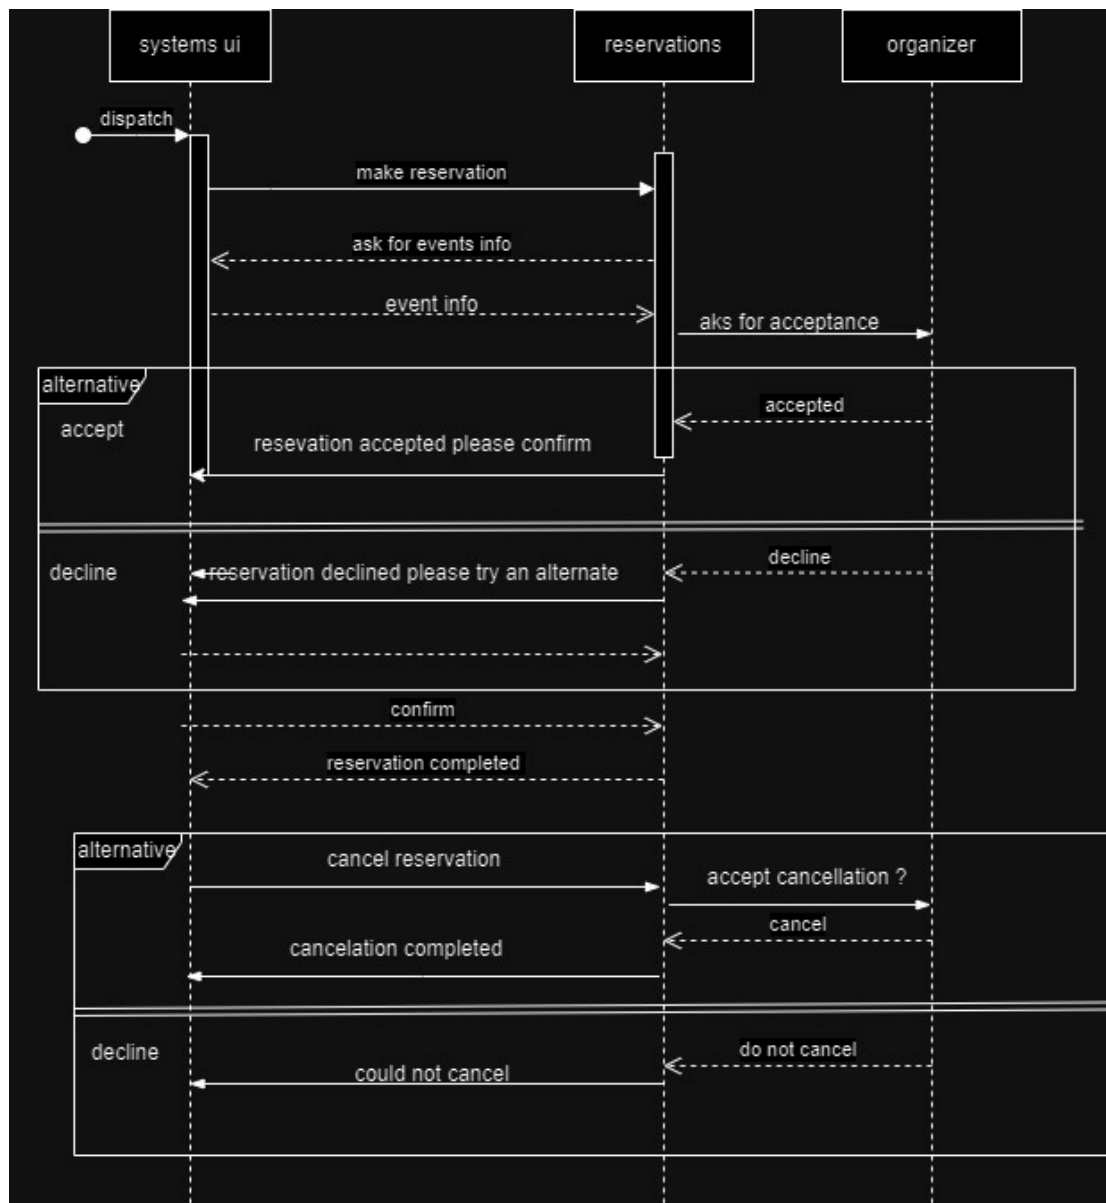 systems ui
reservations
organizer
dispatch
make reservation
ask for events info
event info
aks for acceptance
alternative
accepted
accept
resevation accepted please confirm
decline
decline
reservation declined please try an alternate
confirm
reservation completed
alternative
cancel reservation
accept cancellation ?
cancel
cancelation completed
decline
do not cancel
could not cancel